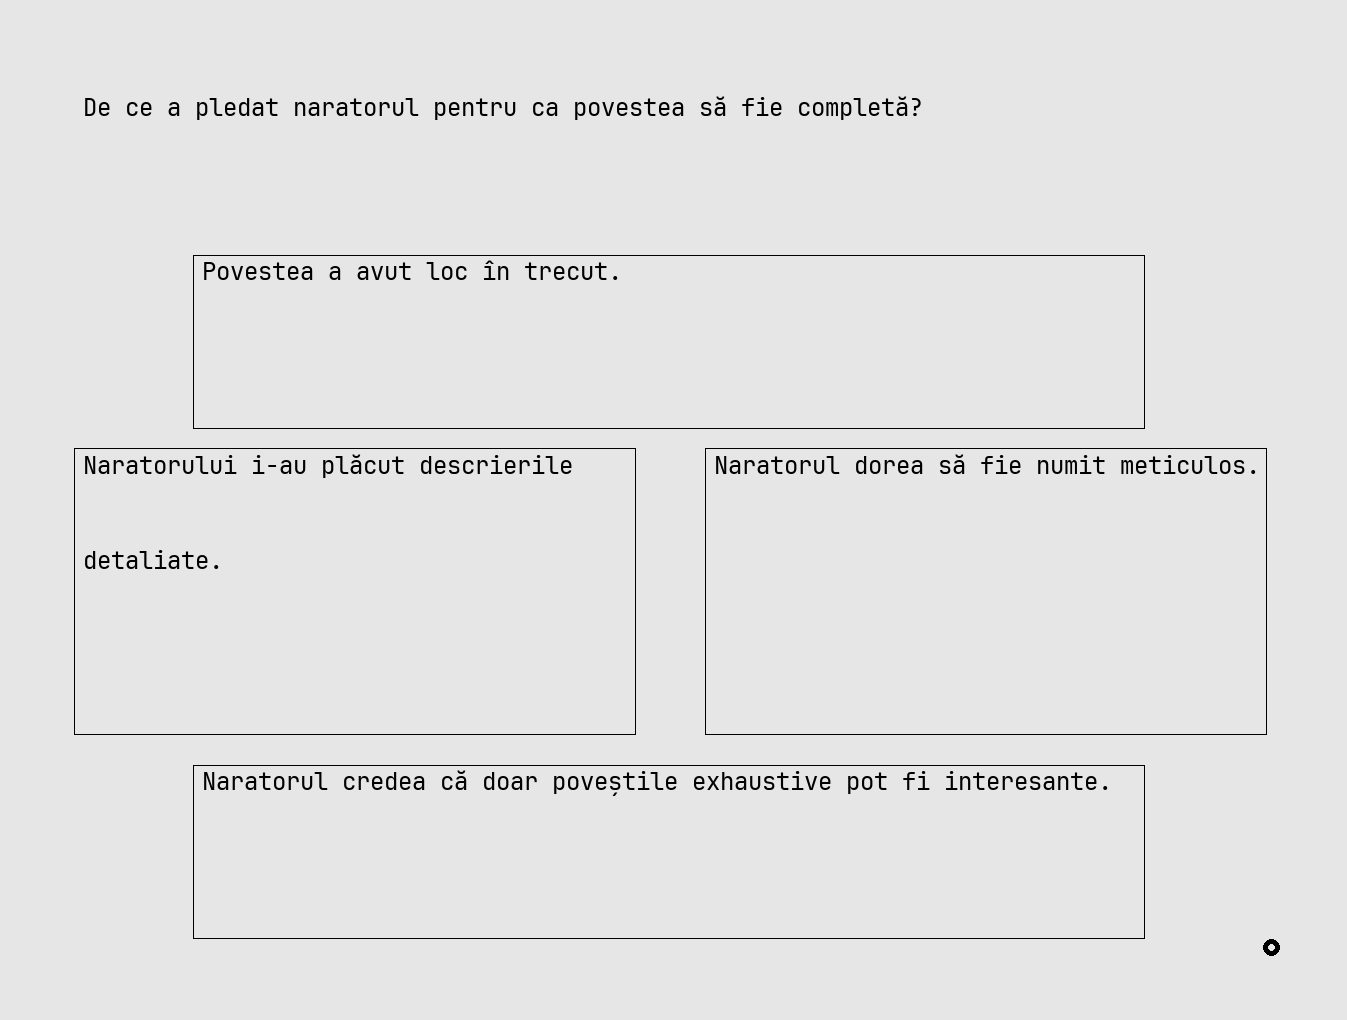 De ce a pledat naratorul pentru ca povestea să fie completă?
Povestea a avut loc în trecut.
Naratorului i-au plăcut descrierile
detaliate.
Naratorul dorea să fie numit meticulos.
Naratorul credea că doar poveștile exhaustive pot fi interesante.